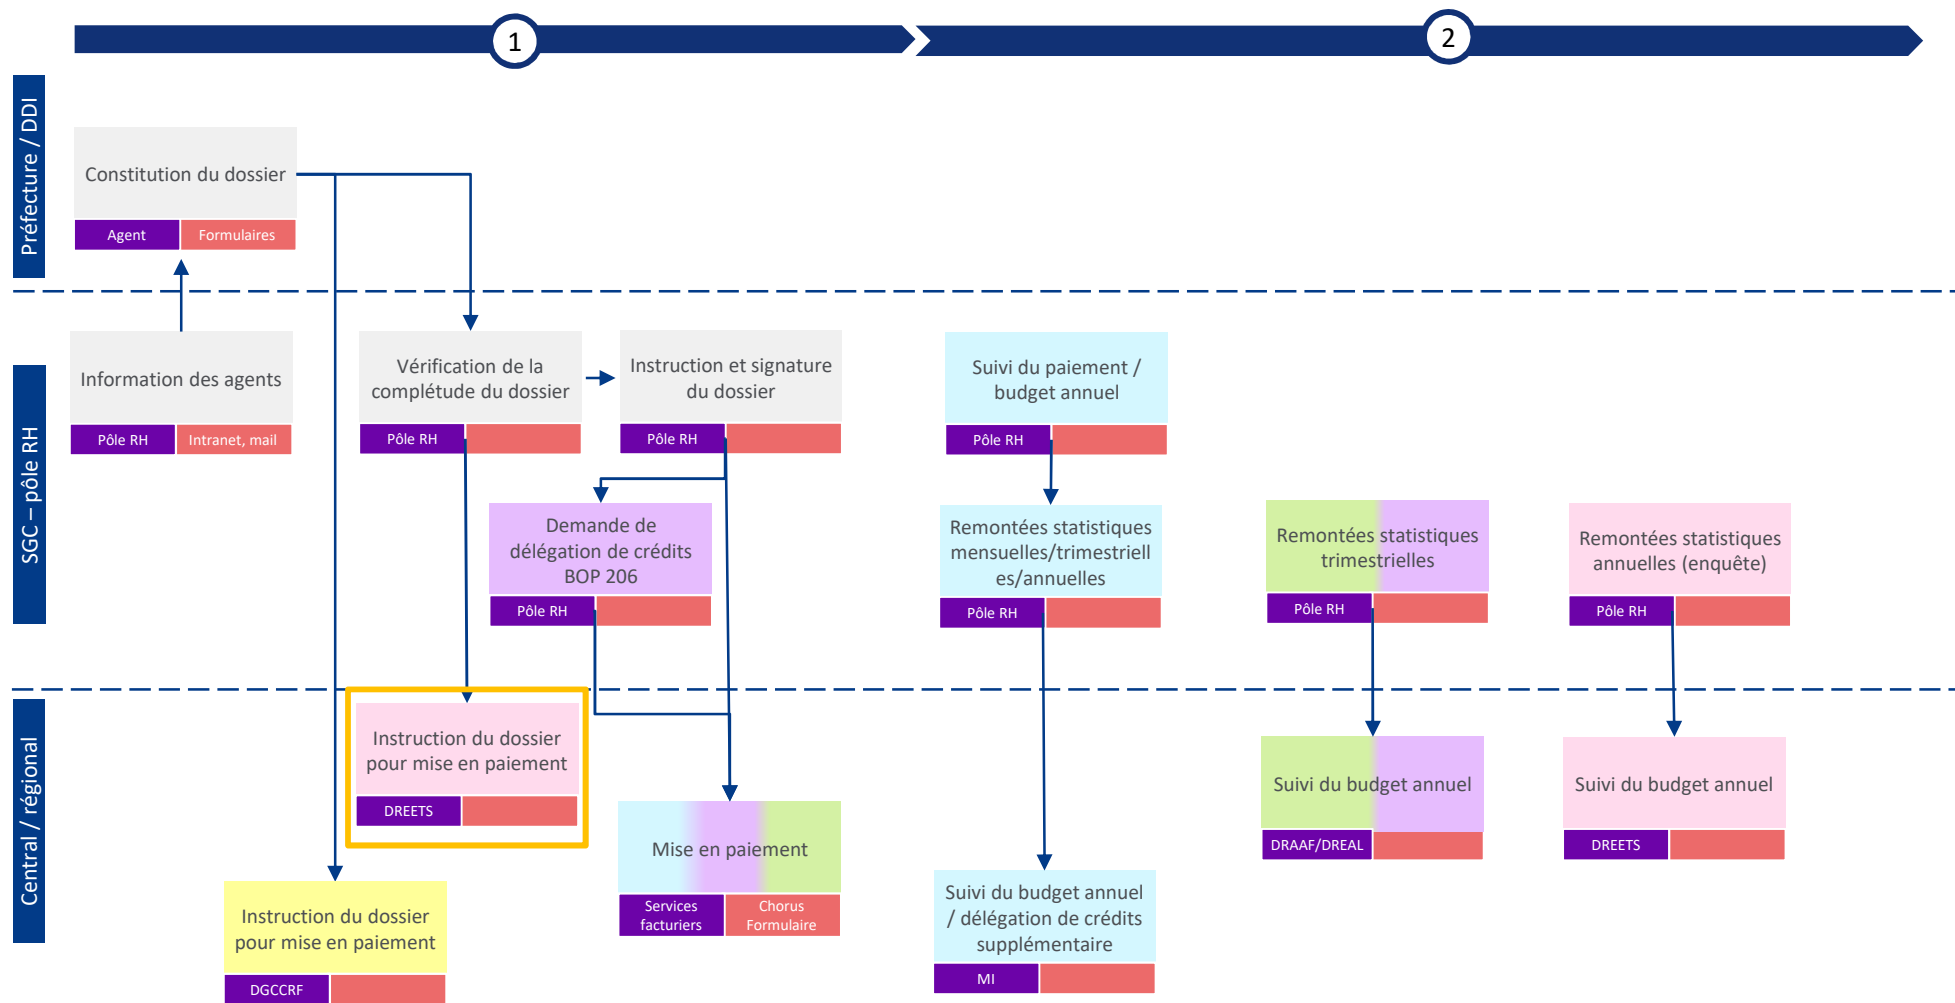 1
2
Préfecture / DDI
Constitution du dossier
Agent
Formulaires
SGC – pôle RH
Information des agents
Pôle RH
Intranet, mail
Vérification de la
complétude du dossier
Pôle RH
Instruction et signature
du dossier
Pôle RH
Suivi du paiement /
budget annuel
Pôle RH
Demande de
délégation de crédits
BOP 206
Pôle RH
Remontées statistiques
mensuelles/trimestriell
es/annuelles
Pôle RH
Remontées statistiques
trimestrielles
Pôle RH
Remontées statistiques
annuelles (enquête)
Pôle RH
Central / régional
Instruction du dossier
pour mise en paiement
DREETS
Mise en paiement
Services
facturiers
Chorus
Formulaire
Suivi du budget annuel
DRAAF/DREAL
Suivi du budget annuel
DREETS
Instruction du dossier
pour mise en paiement
DGCCRF
Suivi du budget annuel
/ délégation de crédits
supplémentaire
MI